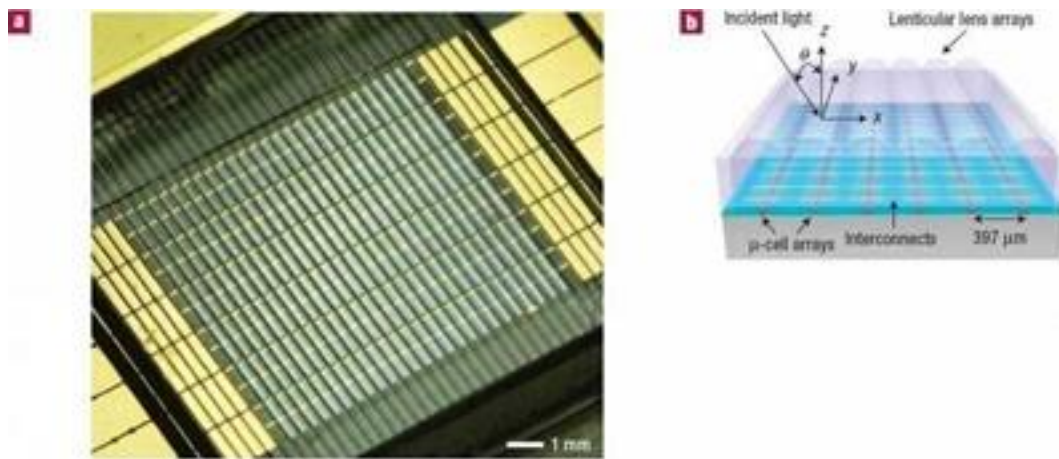 a
1 mm
b
Incident light
Lenticular lens arrays
z
θ
y
x
μ-cell arrays
Interconnects
397 μm